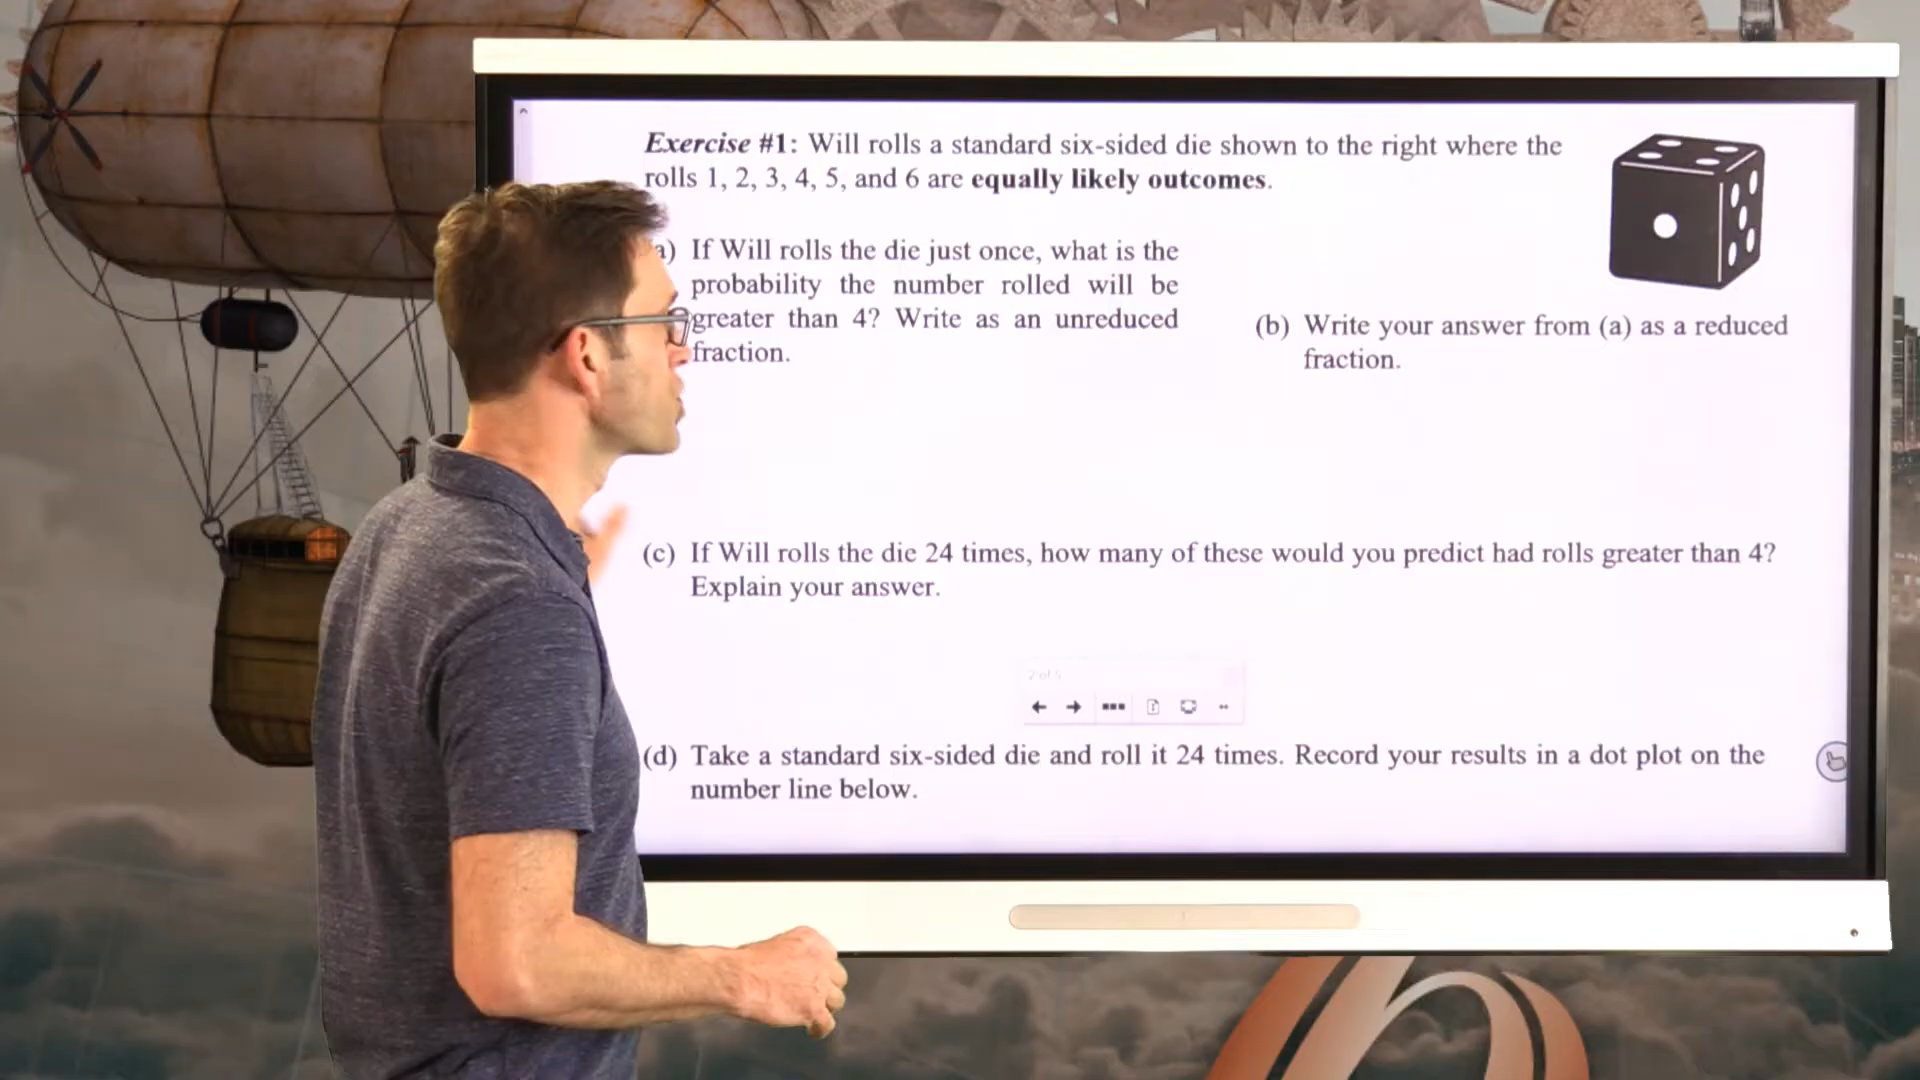 Exercise #1: Will rolls a standard six-sided die shown to the right where the
rolls 1, 2, 3, 4, 5, and 6 are equally likely outcomes.
a) If Will rolls the die just once, what is the
probability the number rolled will be
greater than 4? Write as an unreduced
fraction.
(b) Write your answer from (a) as a reduced
fraction.
(c) If Will rolls the die 24 times, how many of these would you predict had rolls greater than 4?
Explain your answer.
2 of 5
(d) Take a standard six-sided die and roll it 24 times. Record your results in a dot plot on the
number line below.